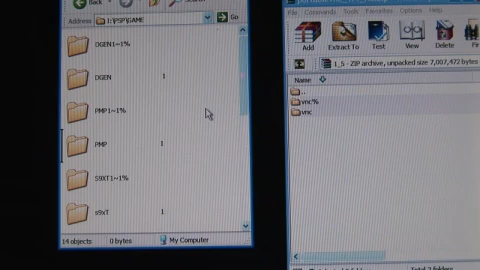 Back
Address I:\PSP\GAME Go
DGEN1~1%
DGEN 1
PMP1~1%
PMP 1
S9XT1~1%
s9xT 1
14 objects 0 bytes My Computer
File Commands Tools Favorites Options Help
Add Extract To Test View Delete
1_5 - ZIP archive, unpacked size 7,007,472 bytes
Name
..
vnc%
vnc